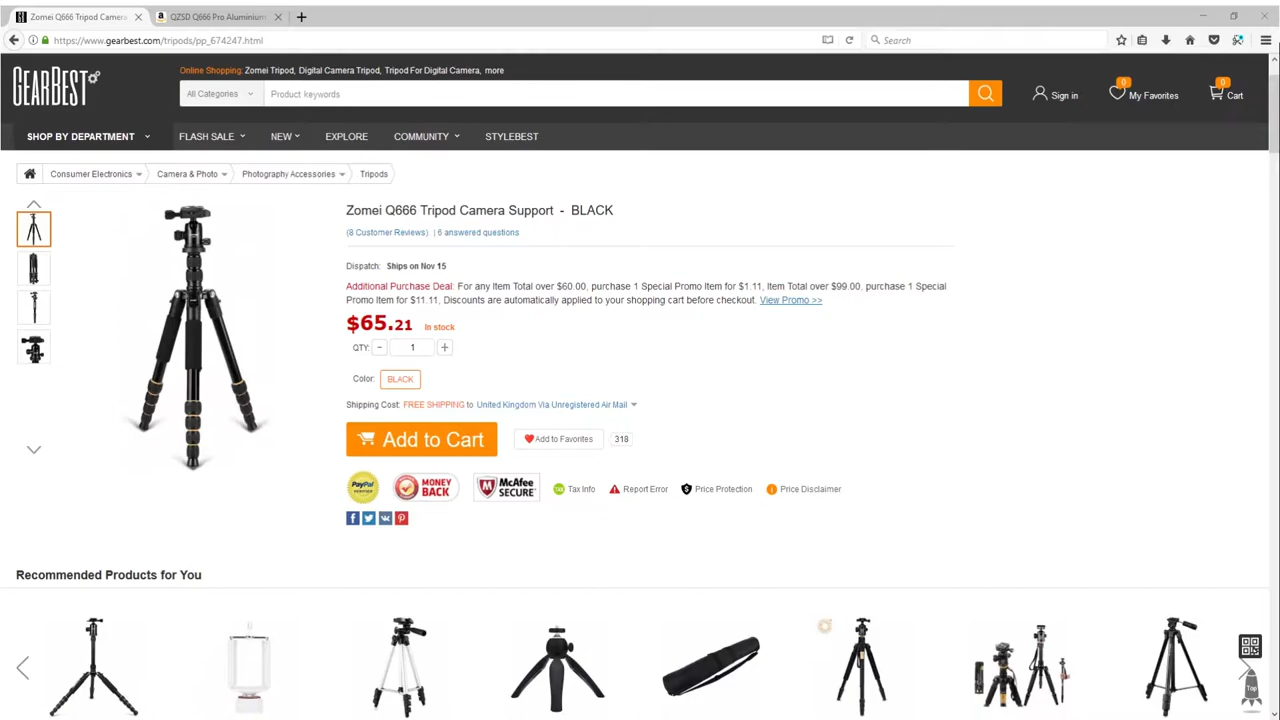 Zomei Q666 Tripod Camera
QZSD Q666 Pro Aluminium
https://www.gearbest.com/tripods/pp_674247.html
Search
GEARBEST
Online Shopping: Zomei Tripod, Digital Camera Tripod, Tripod For Digital Camera, more
All Categories
Product keywords
Sign in
0
My Favorites
0
Cart
SHOP BY DEPARTMENT
FLASH SALE
NEW
EXPLORE
COMMUNITY
STYLEBEST
Consumer Electronics
Camera & Photo
Photography Accessories
Tripods
Zomei Q666 Tripod Camera Support - BLACK
(8 Customer Reviews) | 6 answered questions
Dispatch: Ships on Nov 15
Additional Purchase Deal: For any Item Total over $60.00, purchase 1 Special Promo Item for $1.11, Item Total over $99.00, purchase 1 Special
Promo Item for $11.11, Discounts are automatically applied to your shopping cart before checkout. View Promo >>
$65.21 In stock
QTY: - 1 +
Color: BLACK
Shipping Cost: FREE SHIPPING to United Kingdom Via Unregistered Air Mail
Add to Cart
Add to Favorites
318
PayPal
MONEY BACK
McAfee SECURE
Tax Info
Report Error
Price Protection
Price Disclaimer
Recommended Products for You
Top